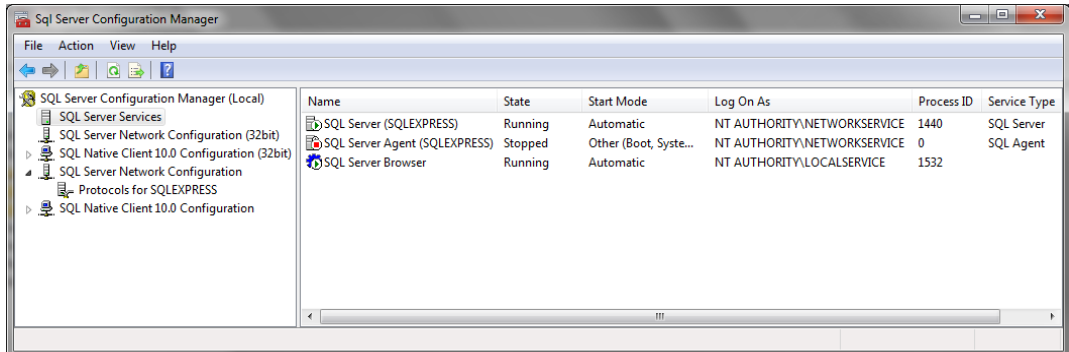 Sql Server Configuration Manager
File Action View Help
SQL Server Configuration Manager (Local)
SQL Server Services
SQL Server Network Configuration (32bit)
SQL Native Client 10.0 Configuration (32bit)
SQL Server Network Configuration
Protocols for SQLEXPRESS
SQL Native Client 10.0 Configuration
Name State Start Mode Log On As Process ID Service Type
SQL Server (SQLEXPRESS) Running Automatic NT AUTHORITY\NETWORKSERVICE 1440 SQL Server
SQL Server Agent (SQLEXPRESS) Stopped Other (Boot, Syste... NT AUTHORITY\NETWORKSERVICE 0 SQL Agent
SQL Server Browser Running Automatic NT AUTHORITY\LOCALSERVICE 1532